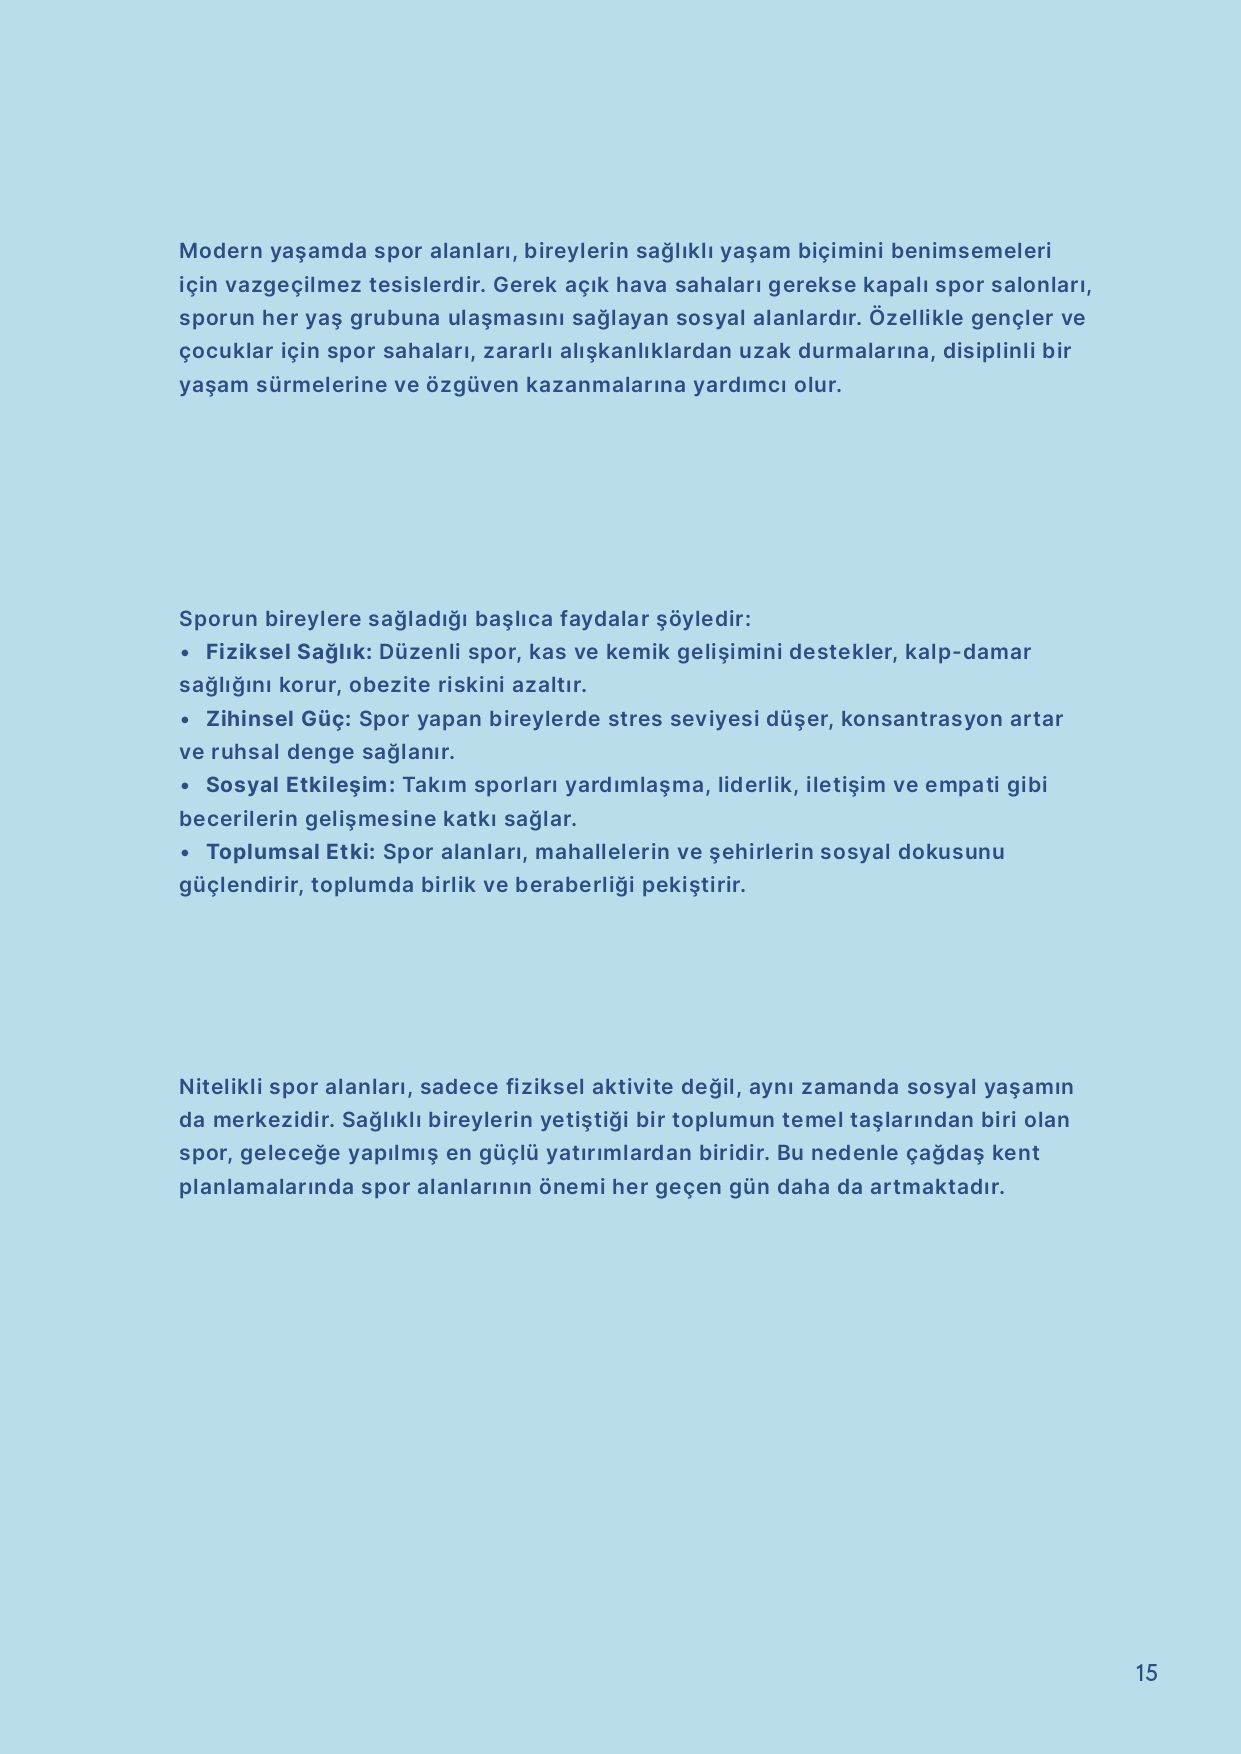 Modern yaşamda spor alanları, bireylerin sağlıklı yaşam biçimini benimsemeleri
için vazgeçilmez tesislerdir. Gerek açık hava sahaları gerekse kapalı spor salonları,
sporun her yaş grubuna ulaşmasını sağlayan sosyal alanlardır. Özellikle gençler ve
çocuklar için spor sahaları, zararlı alışkanlıklardan uzak durmalarına, disiplinli bir
yaşam sürmelerine ve özgüven kazanmalarına yardımcı olur.
Sporun bireylere sağladığı başlıca faydalar şöyledir:
• Fiziksel Sağlık: Düzenli spor, kas ve kemik gelişimini destekler, kalp-damar
sağlığını korur, obezite riskini azaltır.
• Zihinsel Güç: Spor yapan bireylerde stres seviyesi düşer, konsantrasyon artar
ve ruhsal denge sağlanır.
• Sosyal Etkileşim: Takım sporları yardımlaşma, liderlik, iletişim ve empati gibi
becerilerin gelişmesine katkı sağlar.
• Toplumsal Etki: Spor alanları, mahallelerin ve şehirlerin sosyal dokusunu
güçlendirir, toplumda birlik ve beraberliği pekiştirir.
Nitelikli spor alanları, sadece fiziksel aktivite değil, aynı zamanda sosyal yaşamın
da merkezidir. Sağlıklı bireylerin yetiştiği bir toplumun temel taşlarından biri olan
spor, geleceğe yapılmış en güçlü yatırımlardan biridir. Bu nedenle çağdaş kent
planlamalarında spor alanlarının önemi her geçen gün daha da artmaktadır.
15